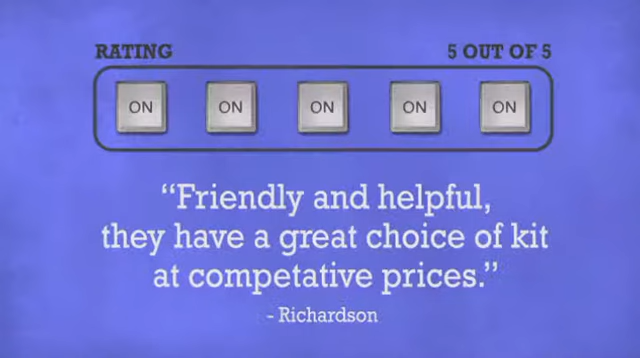 RATING 5 OUT OF 5
ON ON ON ON ON
“Friendly and helpful,
they have a great choice of kit
at competative prices.”
- Richardson